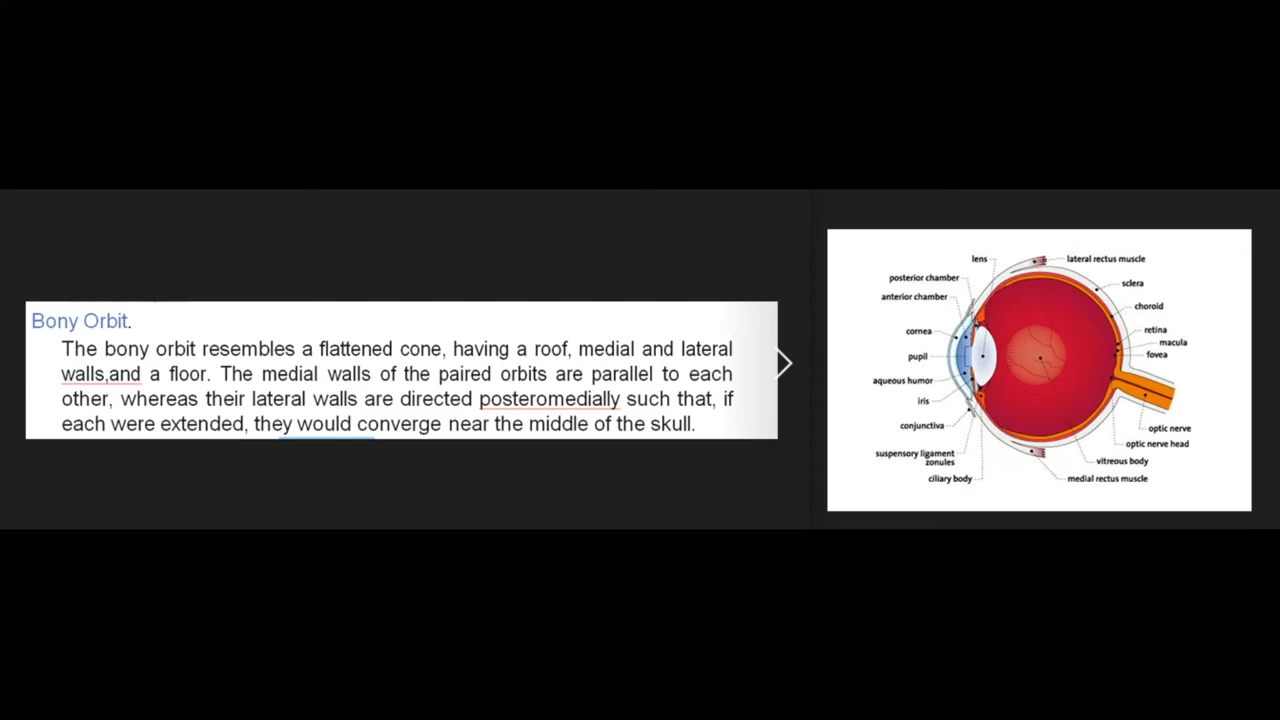 Bony Orbit.
The bony orbit resembles a flattened cone, having a roof, medial and lateral
walls,and a floor. The medial walls of the paired orbits are parallel to each
other, whereas their lateral walls are directed posteromedially such that, if
each were extended, they would converge near the middle of the skull.
lens
posterior chamber
anterior chamber
cornea
pupil
aqueous humor
iris
conjunctiva
suspensory ligament
zonules
ciliary body
lateral rectus muscle
sclera
choroid
retina
macula
fovea
optic nerve
optic nerve head
vitreous body
medial rectus muscle